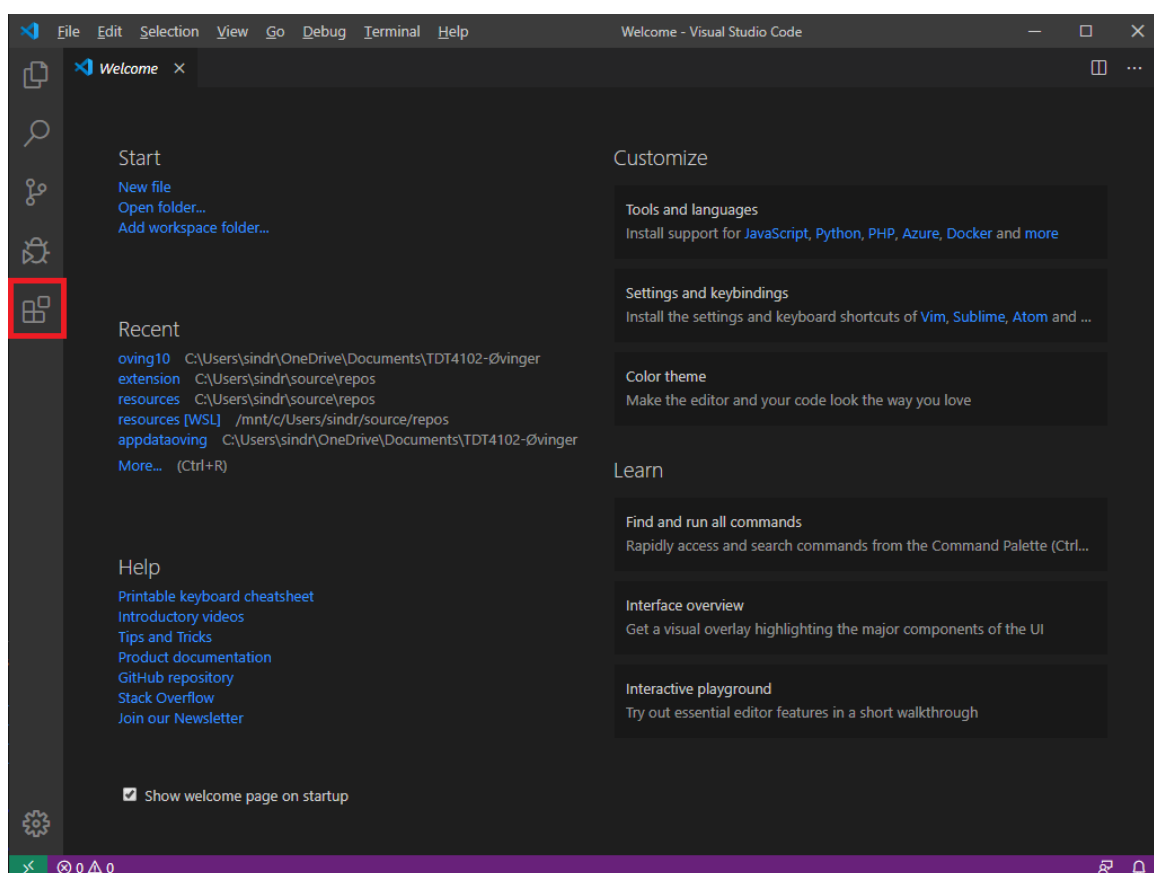 File Edit Selection View Go Debug Terminal Help Welcome - Visual Studio Code
Welcome
Start
New file
Open folder...
Add workspace folder...
Recent
oving10 C:\Users\sindr\OneDrive\Documents\TDT4102-Øvinger
extension C:\Users\sindr\source\repos
resources C:\Users\sindr\source\repos
resources [WSL] /mnt/c/Users/sindr/source/repos
appdataoving C:\Users\sindr\OneDrive\Documents\TDT4102-Øvinger
More... (Ctrl+R)
Help
Printable keyboard cheatsheet
Introductory videos
Tips and Tricks
Product documentation
GitHub repository
Stack Overflow
Join our Newsletter
Show welcome page on startup
Customize
Tools and languages
Install support for JavaScript, Python, PHP, Azure, Docker and more
Settings and keybindings
Install the settings and keyboard shortcuts of Vim, Sublime, Atom and ...
Color theme
Make the editor and your code look the way you love
Learn
Find and run all commands
Rapidly access and search commands from the Command Palette (Ctrl...
Interface overview
Get a visual overlay highlighting the major components of the UI
Interactive playground
Try out essential editor features in a short walkthrough
0 0